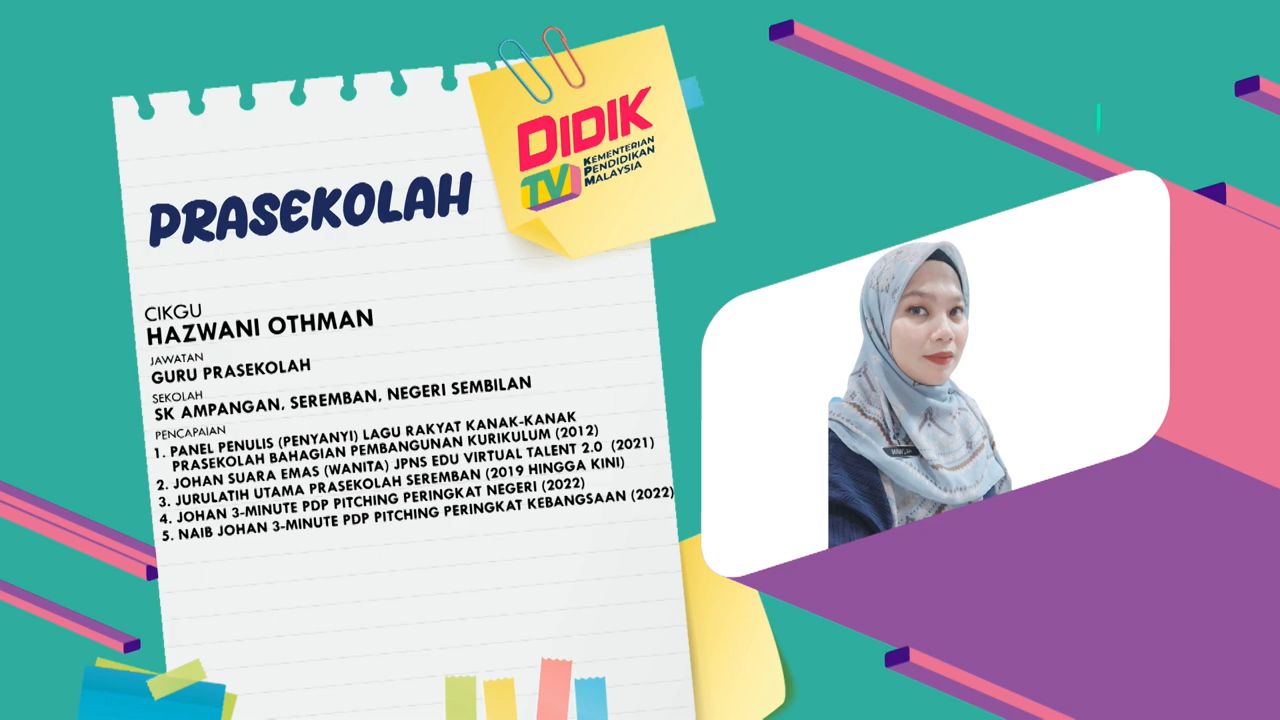 DIDIK
TV KEMENTERIAN
PENDIDIKAN
MALAYSIA
PRASEKOLAH
CIKGU
HAZWANI OTHMAN
JAWATAN
GURU PRASEKOLAH
SEKOLAH
SK AMPANGAN, SEREMBAN, NEGERI SEMBILAN
PENCAPAIAN
1. PANEL PENULIS (PENYANYI) LAGU RAKYAT KANAK-KANAK
PRASEKOLAH BAHAGIAN PEMBANGUNAN KURIKULUM (2012)
2. JOHAN SUARA EMAS (WANITA) JPNS EDU VIRTUAL TALENT 2.0 (2021)
3. JURULATIH UTAMA PRASEKOLAH SEREMBAN (2019 HINGGA KINI)
4. JOHAN 3-MINUTE PDP PITCHING PERINGKAT NEGERI (2022)
5. NAIB JOHAN 3-MINUTE PDP PITCHING PERINGKAT KEBANGSAAN (2022)